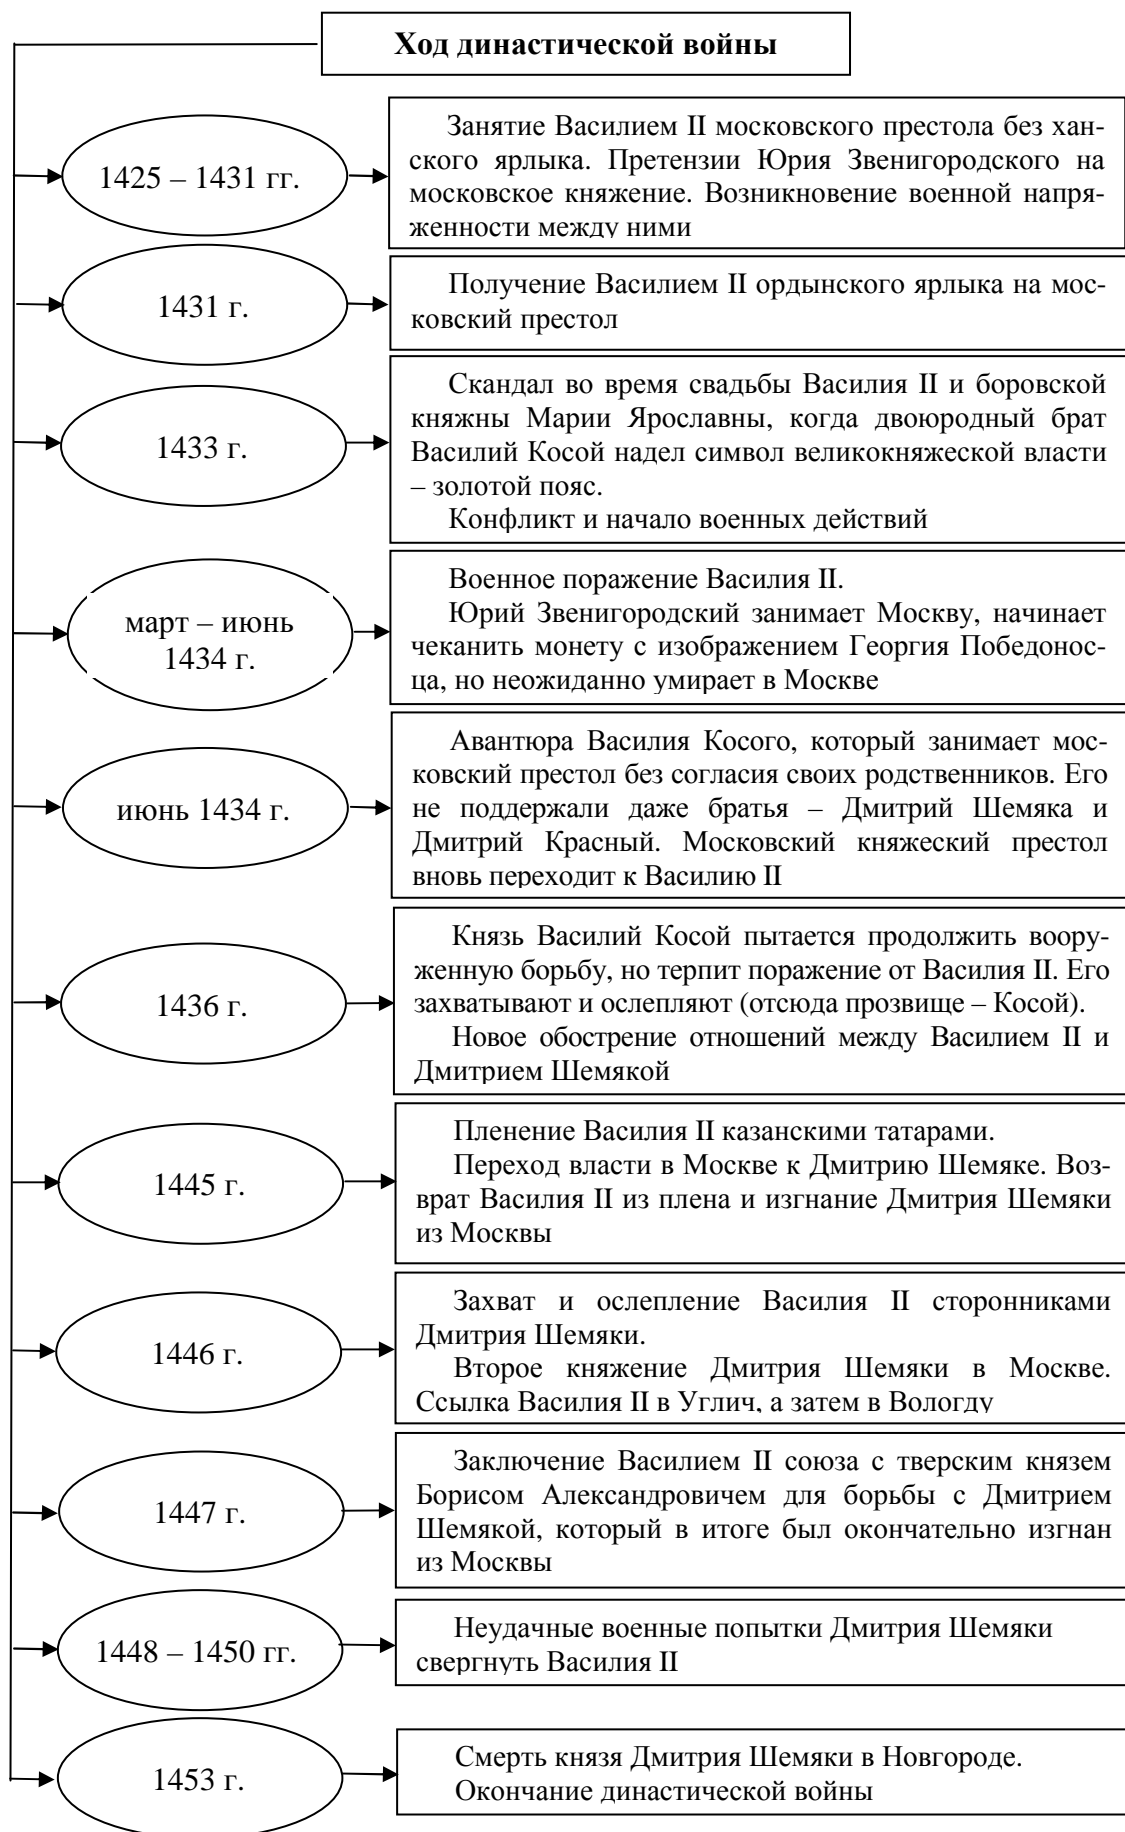 Ход династической войны
1425 – 1431 гг.
Занятие Василием II московского престола без хан-
ского ярлыка. Претензии Юрия Звенигородского на
московское княжение. Возникновение военной напря-
женности между ними
1431 г.
Получение Василием II ордынского ярлыка на мос-
ковский престол
1433 г.
Скандал во время свадьбы Василия II и боровской
княжны Марии Ярославны, когда двоюродный брат
Василий Косой надел символ великокняжеской власти
– золотой пояс.
Конфликт и начало военных действий
март – июнь
1434 г.
Военное поражение Василия II.
Юрий Звенигородский занимает Москву, начинает
чеканить монету с изображением Георгия Победонос-
ца, но неожиданно умирает в Москве
июнь 1434 г.
Авантюра Василия Косого, который занимает мос-
ковский престол без согласия своих родственников. Его
не поддержали даже братья – Дмитрий Шемяка и
Дмитрий Красный. Московский княжеский престол
вновь переходит к Василию II
1436 г.
Князь Василий Косой пытается продолжить воору-
женную борьбу, но терпит поражение от Василия II. Его
захватывают и ослепляют (отсюда прозвище – Косой).
Новое обострение отношений между Василием II и
Дмитрием Шемякой
1445 г.
Пленение Василия II казанскими татарами.
Переход власти в Москве к Дмитрию Шемяке. Воз-
врат Василия II из плена и изгнание Дмитрия Шемяки
из Москвы
1446 г.
Захват и ослепление Василия II сторонниками
Дмитрия Шемяки.
Второе княжение Дмитрия Шемяки в Москве.
Ссылка Василия II в Углич, а затем в Вологду
1447 г.
Заключение Василием II союза с тверским князем
Борисом Александровичем для борьбы с Дмитрием
Шемякой, который в итоге был окончательно изгнан
из Москвы
1448 – 1450 гг.
Неудачные военные попытки Дмитрия Шемяки
свергнуть Василия II
1453 г.
Смерть князя Дмитрия Шемяки в Новгороде.
Окончание династической войны